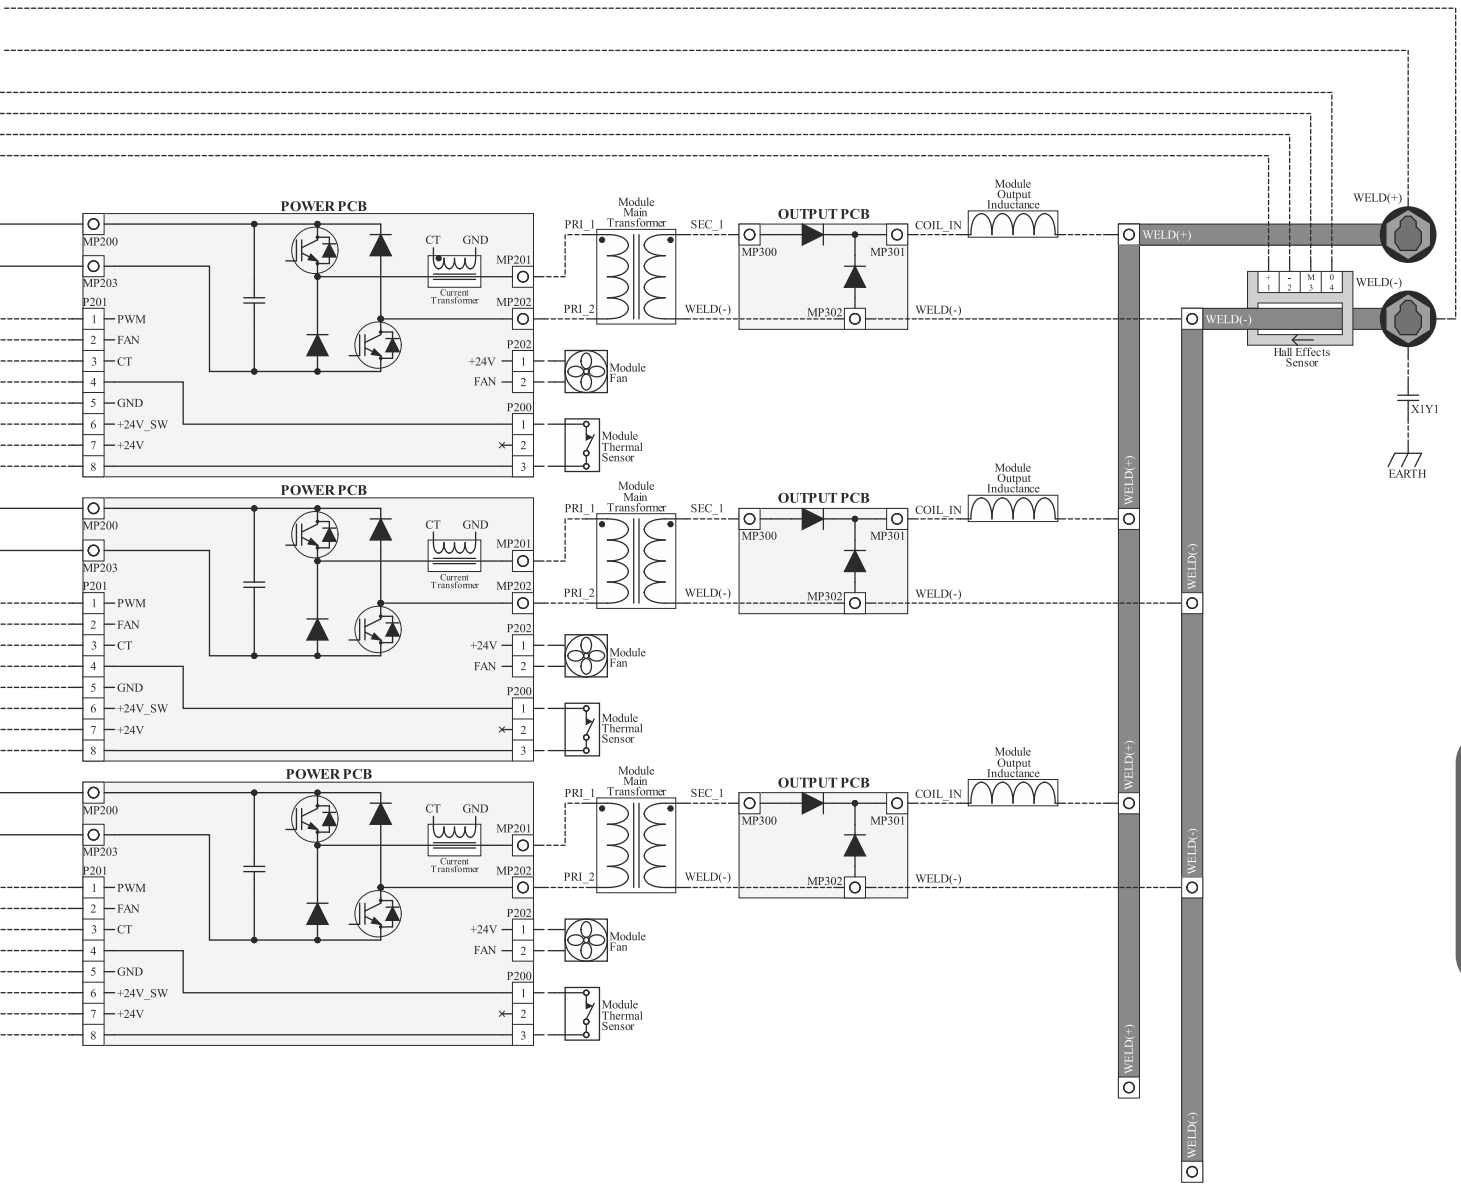 WELD(+)
WELD(+)
+
-
M
0
1
2
3
4
WELD(-)
WELD(-)
Hall Effects
Sensor
X1Y1
EARTH
POWER PCB
MP200
MP203
P201
1 PWM
2 FAN
3 CT
4
5 GND
6 +24V_SW
7 +24V
8
CT GND
Current
Transformer
MP201
MP202
P202
+24V 1
FAN 2
P200
1
2
3
PRI_1
PRI_2
Module
Main
Transformer
SEC_1
WELD(-)
Module
Fan
Module
Thermal
Sensor
OUTPUT PCB
MP300
MP301
MP302
COIL_IN
WELD(-)
Module
Output
Inductance
WELD(+)
POWER PCB
MP200
MP203
P201
1 PWM
2 FAN
3 CT
4
5 GND
6 +24V_SW
7 +24V
8
CT GND
Current
Transformer
MP201
MP202
P202
+24V 1
FAN 2
P200
1
2
3
PRI_1
PRI_2
Module
Main
Transformer
SEC_1
WELD(-)
Module
Fan
Module
Thermal
Sensor
OUTPUT PCB
MP300
MP301
MP302
COIL_IN
WELD(-)
Module
Output
Inductance
WELD(-)
WELD(+)
POWER PCB
MP200
MP203
P201
1 PWM
2 FAN
3 CT
4
5 GND
6 +24V_SW
7 +24V
8
CT GND
Current
Transformer
MP201
MP202
P202
+24V 1
FAN 2
P200
1
2
3
PRI_1
PRI_2
Module
Main
Transformer
SEC_1
WELD(-)
Module
Fan
Module
Thermal
Sensor
OUTPUT PCB
MP300
MP301
MP302
COIL_IN
WELD(-)
Module
Output
Inductance
WELD(-)
WELD(+)
WELD(-)